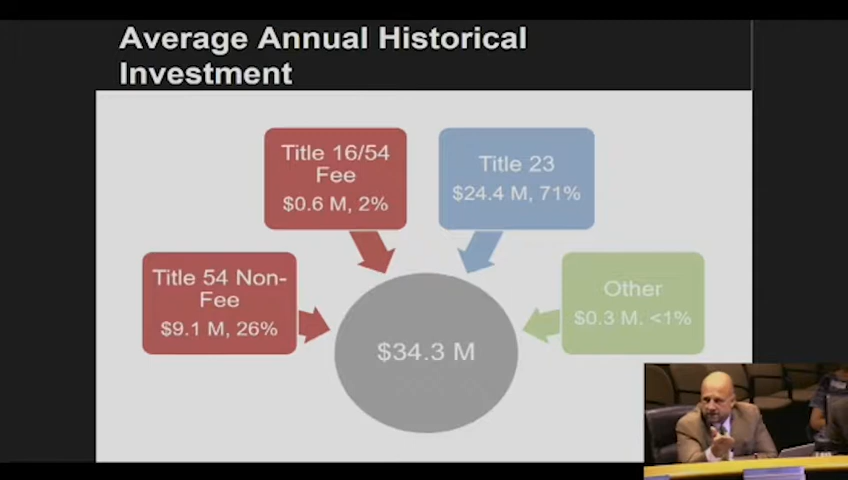 Average Annual Historical
Investment
Title 16/54
Fee
$0.6 M, 2%
Title 23
$24.4 M, 71%
Title 54 Non-
Fee
$9.1 M, 26%
Other
$0.3 M. <1%
$34.3 M